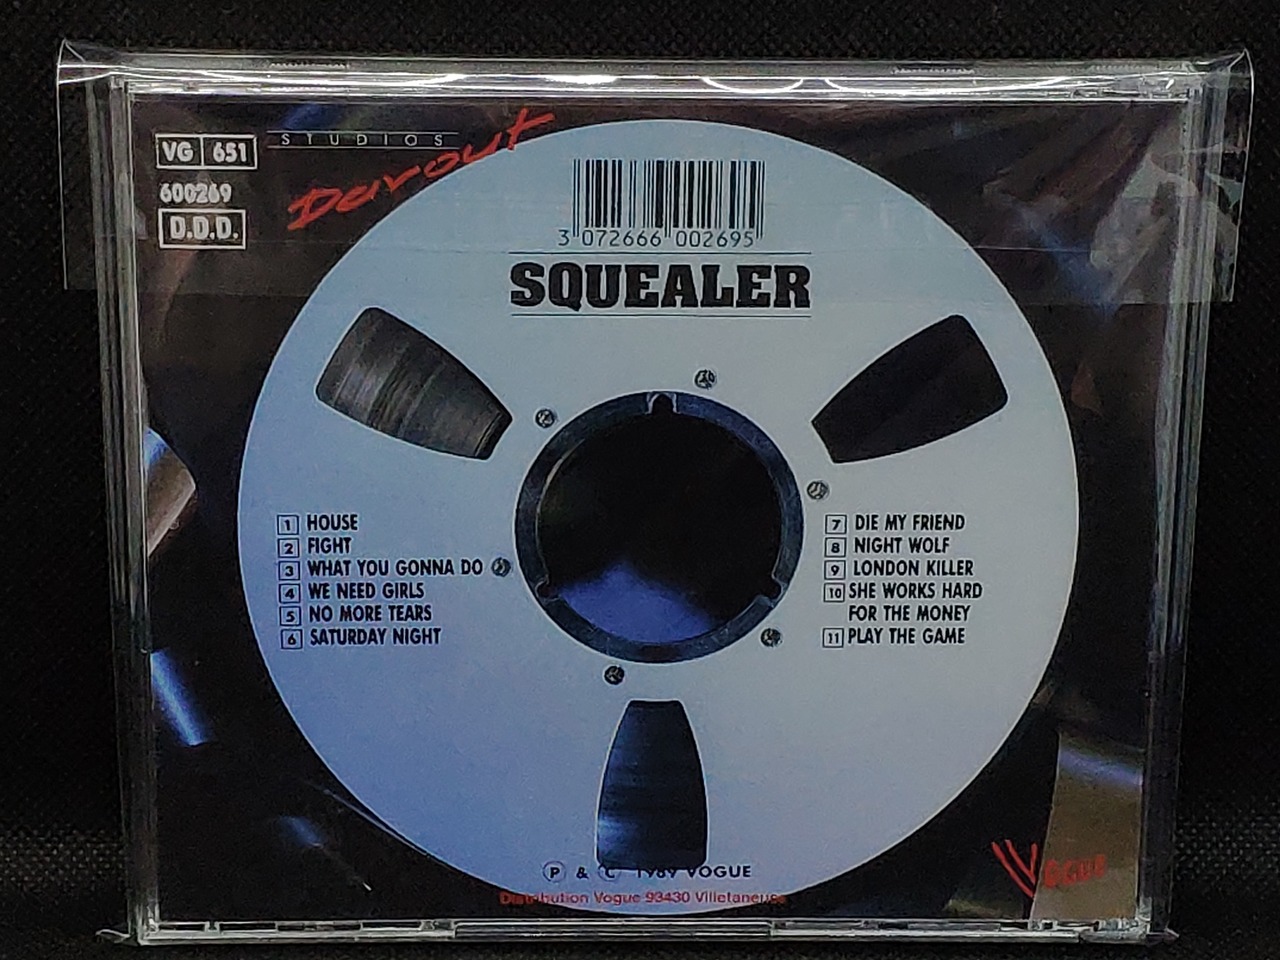 VG 651
STUDIOS
Davout
600269
D.D.D.
3 072666 002695
SQUEALER
1 HOUSE
2 FIGHT
3 WHAT YOU GONNA DO
4 WE NEED GIRLS
5 NO MORE TEARS
6 SATURDAY NIGHT
7 DIE MY FRIEND
8 NIGHT WOLF
9 LONDON KILLER
10 SHE WORKS HARD
FOR THE MONEY
11 PLAY THE GAME
P & C 1989 VOGUE
Distribution Vogue 93430 Villetaneuse
VOGUE